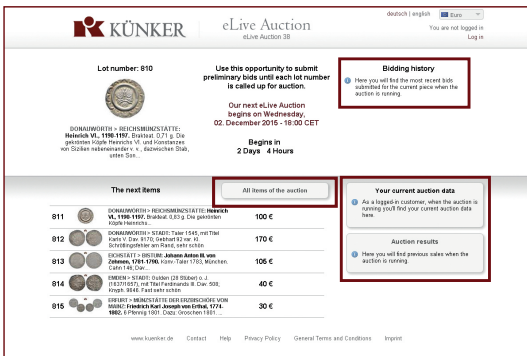 deutsch | english
Euro
KÜNKER
eLive Auction
eLive Auction 38
You are not logged in
Log in
Lot number: 810
DONAUWÖRTH > REICHSMÜNZSTÄTTE:
Heinrich VI., 1190-1197. Brakteat. 0,71 g. Die
gekrönten Köpfe Heinrichs VI. und Konstanzes
von Sizilien nebeneinander v. v., dazwischen Stab,
unten Son...
Use this opportunity to submit
preliminary bids until each lot number
is called up for auction.
Our next eLive Auction
begins on Wednesday,
02. December 2015 - 18:00 CET
Begins in
2 Days 4 Hours
Bidding history
Here you will find the most recent bids
submitted for the current piece when the
auction is running.
The next items
All items of the auction
811
DONAUWÖRTH > REICHSMÜNZSTÄTTE: Heinrich
VI., 1190-1197. Brakteat. 0,83 g. Die gekrönten
Köpfe Heinrichs...
100 €
812
DONAUWÖRTH > STADT: Taler 1545, mit Titel
Karls V. Dav. 9170; Gebhart 92 var. Kl.
Schrötlingsfehler am Rand, sehr schön
170 €
813
EICHSTÄTT > BISTUM: Johann Anton III. von
Zehmen, 1781-1790. Konv.-Taler 1783, München.
Cahn 146; Dav....
105 €
814
EMDEN > STADT: Gulden (28 Stüber) o. J.
(1637/1657), mit Titel Ferdinands III. Dav. 508;
Knyph. 9646. Fast sehr schön
40 €
815
ERFURT > MÜNZSTÄTTE DER ERZBISCHÖFE VON
MAINZ: Friedrich Karl Joseph von Erthal, 1774-
1802. 6 Pfennig 1801. Dazu: Groschen 1801. ...
30 €
Your current auction data
As a logged-in customer, when the auction
is running you'll find your current auction data
here.
Auction results
Here you will find previous sales when the
auction is running.
www.kuenker.de Contact Help Privacy Policy General Terms and Conditions Imprint